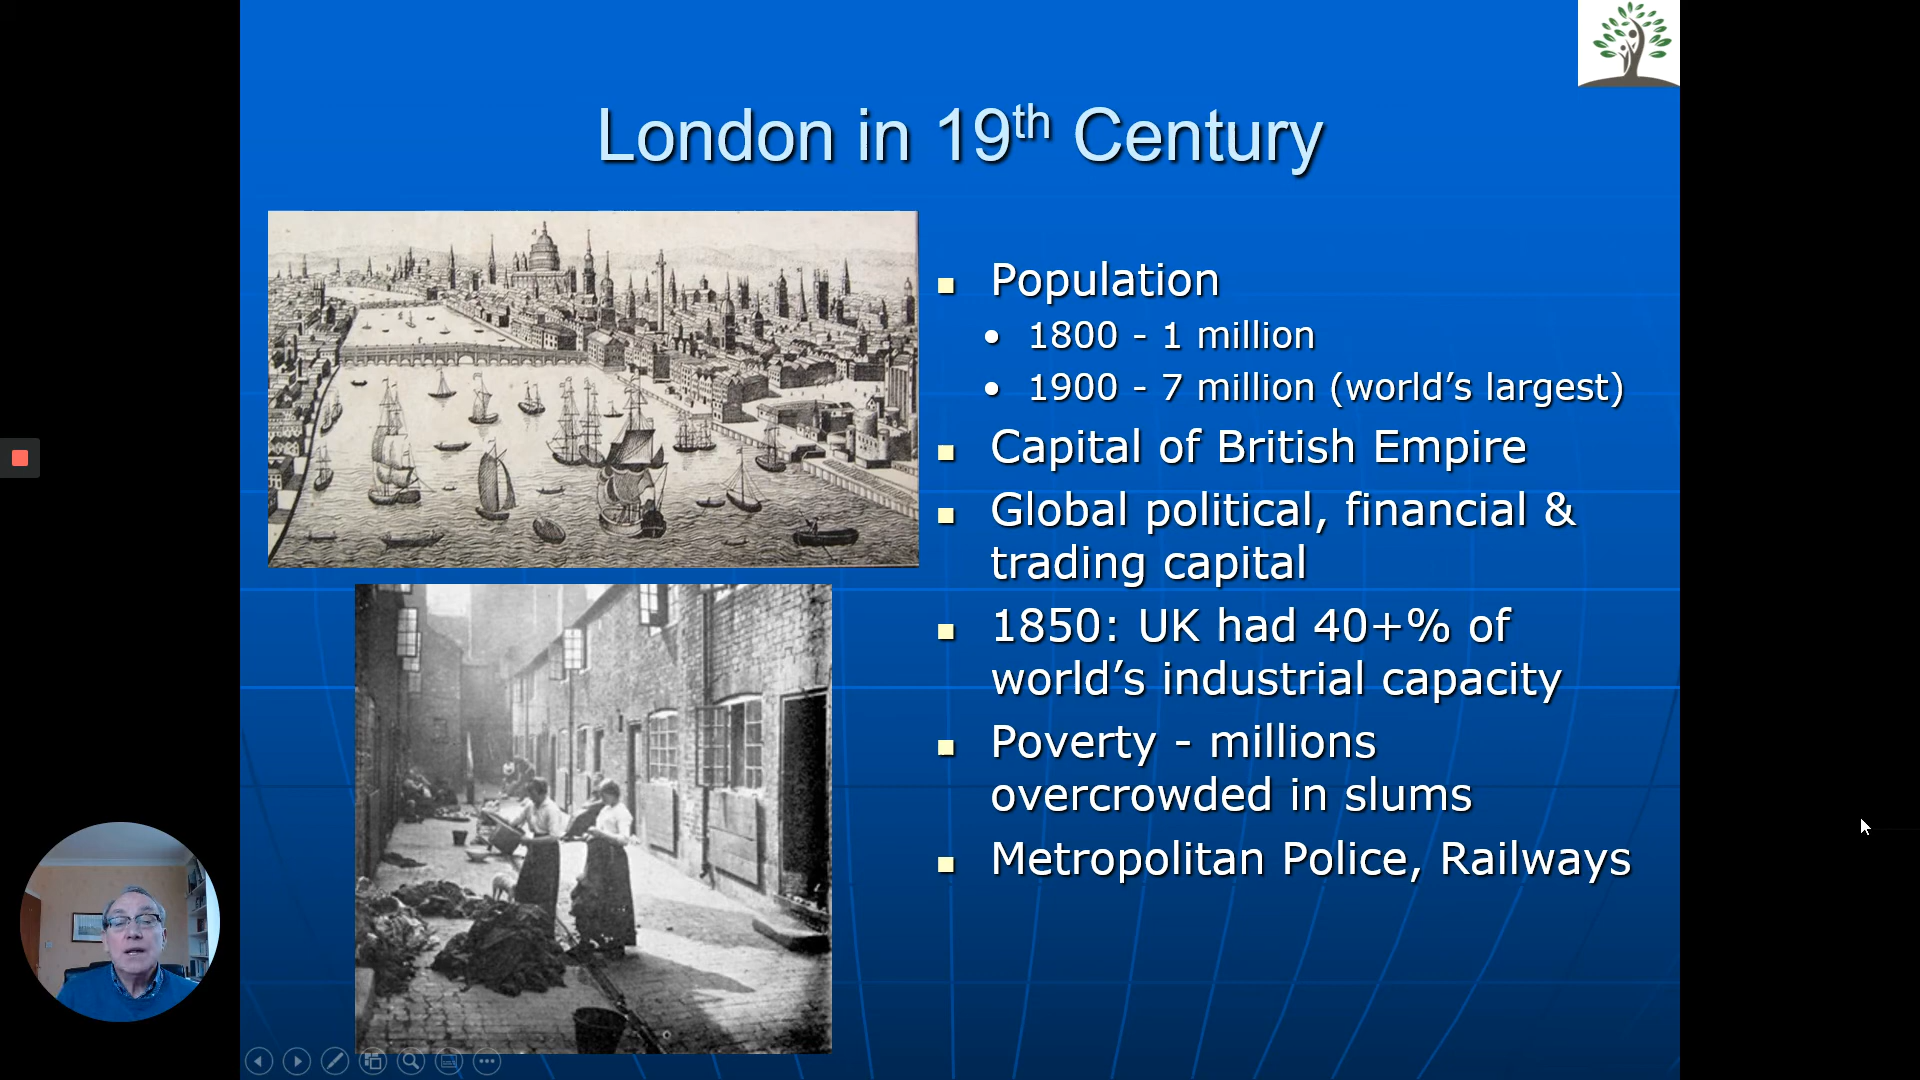 London in 19th Century
Population
1800 - 1 million
1900 - 7 million (world’s largest)
Capital of British Empire
Global political, financial &
trading capital
1850: UK had 40+% of
world’s industrial capacity
Poverty - millions
overcrowded in slums
Metropolitan Police, Railways